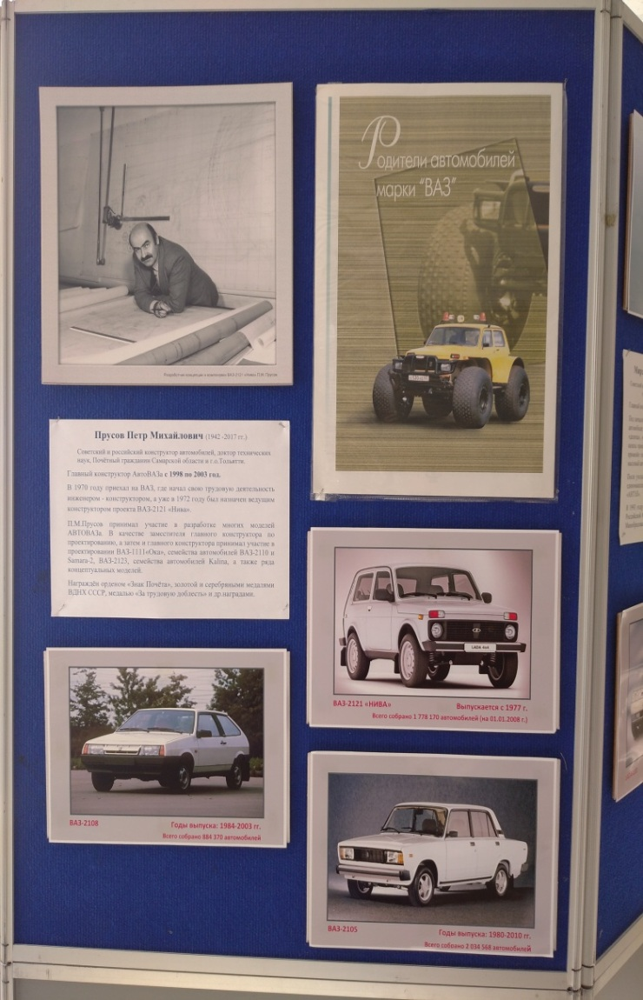 Разработчик концепции и компоновки ВАЗ-2121 «Нива» П.М. Прусов
Родители автомобилей
марки "ВАЗ"
Прусов Петр Михайлович (1942 -2017 гг.)
Советский и российский конструктор автомобилей, доктор технических
наук, Почётный гражданин Самарской области и г.о.Тольятти.
Главный конструктор АвтоВАЗа с 1998 по 2003 год.
В 1970 году приехал на ВАЗ, где начал свою трудовую деятельность
инженером - конструктором, а уже в 1972 году был назначен ведущим
конструктором проекта ВАЗ-2121 «Нива».
П.М.Прусов принимал участие в разработке многих моделей
АВТОВАЗа. В качестве заместителя главного конструктора по
проектированию, а затем и главного конструктора принимал участие в
проектировании ВАЗ-1111«Ока», семейства автомобилей ВАЗ-2110 и
Samara-2, ВАЗ-2123, семейства автомобилей Kalina, а также ряда
концептуальных моделей.
Награждён орденом «Знак Почёта», золотой и серебряными медалями
ВДНХ СССР, медалью «За трудовую доблесть» и др.наградами.
LADA 4x4
ВАЗ-2121 «НИВА» Выпускается с 1977 г.
Всего собрано 1 778 170 автомобилей (на 01.01.2008 г.)
ВАЗ-2108 Годы выпуска: 1984-2003 гг.
Всего собрано 884 370 автомобилей
ВАЗ-2105 Годы выпуска: 1980-2010 гг.
Всего собрано 2 034 568 автомобилей